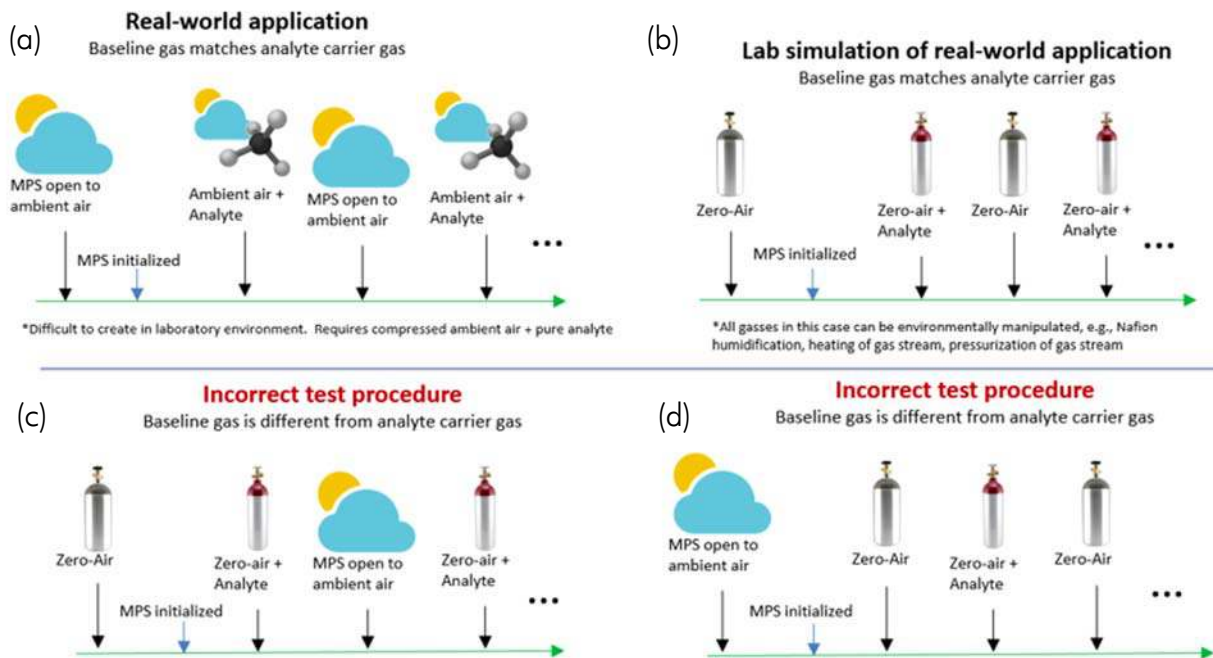 (a)
Real-world application
Baseline gas matches analyte carrier gas
MPS open to
ambient air
Ambient air +
Analyte
MPS open to
ambient air
Ambient air +
Analyte
MPS initialized
...
*Difficult to create in laboratory environment. Requires compressed ambient air + pure analyte
(b)
Lab simulation of real-world application
Baseline gas matches analyte carrier gas
Zero-Air
Zero-air +
Analyte
Zero-Air
Zero-air +
Analyte
MPS initialized
...
*All gasses in this case can be environmentally manipulated, e.g., Nafion
humidification, heating of gas stream, pressurization of gas stream
(c)
Incorrect test procedure
Baseline gas is different from analyte carrier gas
Zero-Air
Zero-air +
Analyte
MPS open to
ambient air
Zero-air +
Analyte
MPS initialized
...
(d)
Incorrect test procedure
Baseline gas is different from analyte carrier gas
MPS open to
ambient air
Zero-Air
Zero-air +
Analyte
Zero-Air
MPS initialized
...